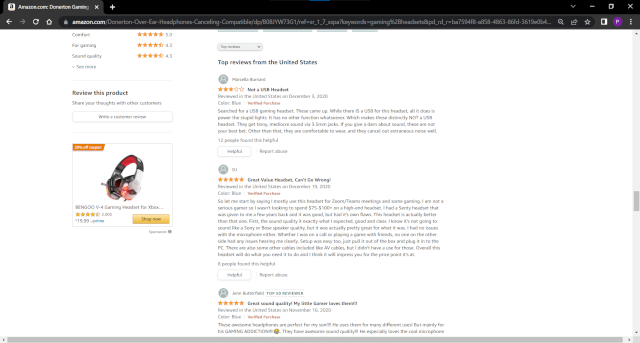 Amazon.com: Donerton Gaming
amazon.com/Donerton-Over-Ear-Headphones-Canceling-Compatible/dp/B08JYW73G1/
Comfort 5.0
For gaming 4.5
Sound quality 4.5
See more
Review this product
Share your thoughts with other customers
Write a customer review
20% off coupon
BENGOO V-4 Gaming Headset for Xbox...
$19.99
Shop now
Sponsored
Top reviews
Top reviews from the United States
Marcella Burnard
Not a USB Headset
Reviewed in the United States on December 3, 2020
Color: Blue Verified Purchase
Searched for a USB gaming headset. These came up. While there IS a USB for this headset, all it does is
power the stupid lights. It has no other function whatsoever. Which makes these distinctly NOT a USB
headset. They get tinny, mediocre sound via 3.5mm jacks. If you give a darn about sound, these are not
your best bet. Other than that, they are comfortable to wear, and they cancel out extraneous noise well.
12 people found this helpful
Helpful Report abuse
Great Value Headset, Can't Go Wrong!
Reviewed in the United States on December 19, 2020
Color: Blue Verified Purchase
So let me start by saying I mostly use this headset for Zoom/Teams meetings and some gaming. I am not a
serious gamer so I wasn't looking to spend $75-$100+ on a high-end headset. I had a Sony headset that
was given to me a few years back and it was good, but had it's own flaws. This headset is actually better
than that one. First, the sound quality is exactly what I expected, good and clear. I know it's not going to
sound like a Sony or Bose speaker quality, but it was actually pretty great for what it was. I had no issues
with the microphone either. Whether I was on a call or playing a game with friends, no one on the other
side had any issues hearing me clearly. Setup was easy too, just pull it out of the box and plug it in to the
PC. There are also some other cables included like AV cables, but I didn't have a use for those. Overall this
headset will do what you need it to do and I think it will impress you for the price point it's at.
6 people found this helpful
Helpful Report abuse
Jenn Butterfield TOP 50 REVIEWER
Great sound quality! My little Gamer loves them!!!
Reviewed in the United States on November 16, 2020
Color: Blue Verified Purchase
These awesome headphones are perfect for my son!!! He uses them for many different uses! But mainly for
his GAMING ADDICTION!!! 😂. They have awesome sound quality!!! He especially loves the cool microphone